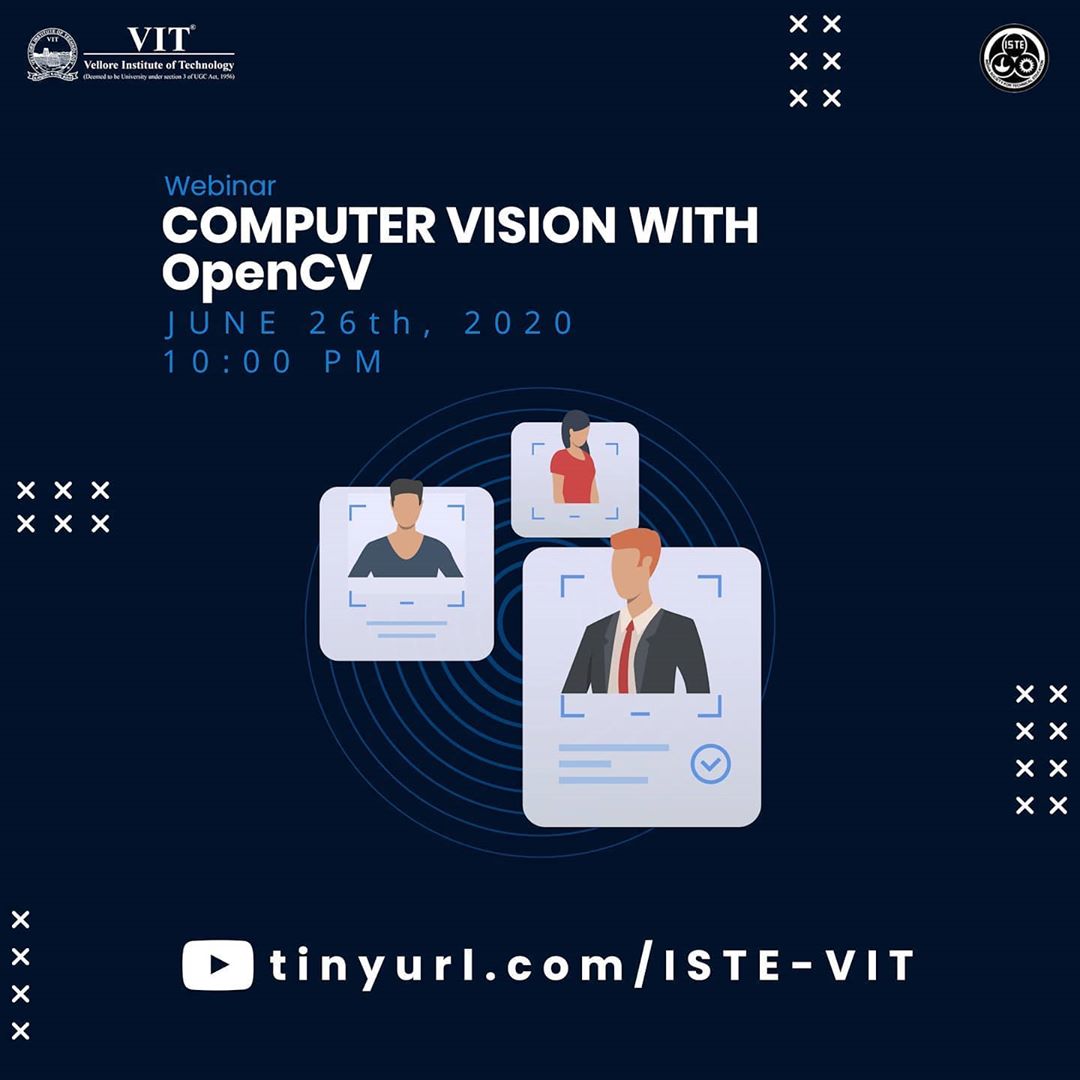 VIT®
Vellore Institute of Technology
(Deemed to be University under section 3 of UGC Act, 1956)
ISTE
Webinar
COMPUTER VISION WITH
OpenCV
JUNE 26th, 2020
10:00 PM
tinyurl.com/ISTE-VIT